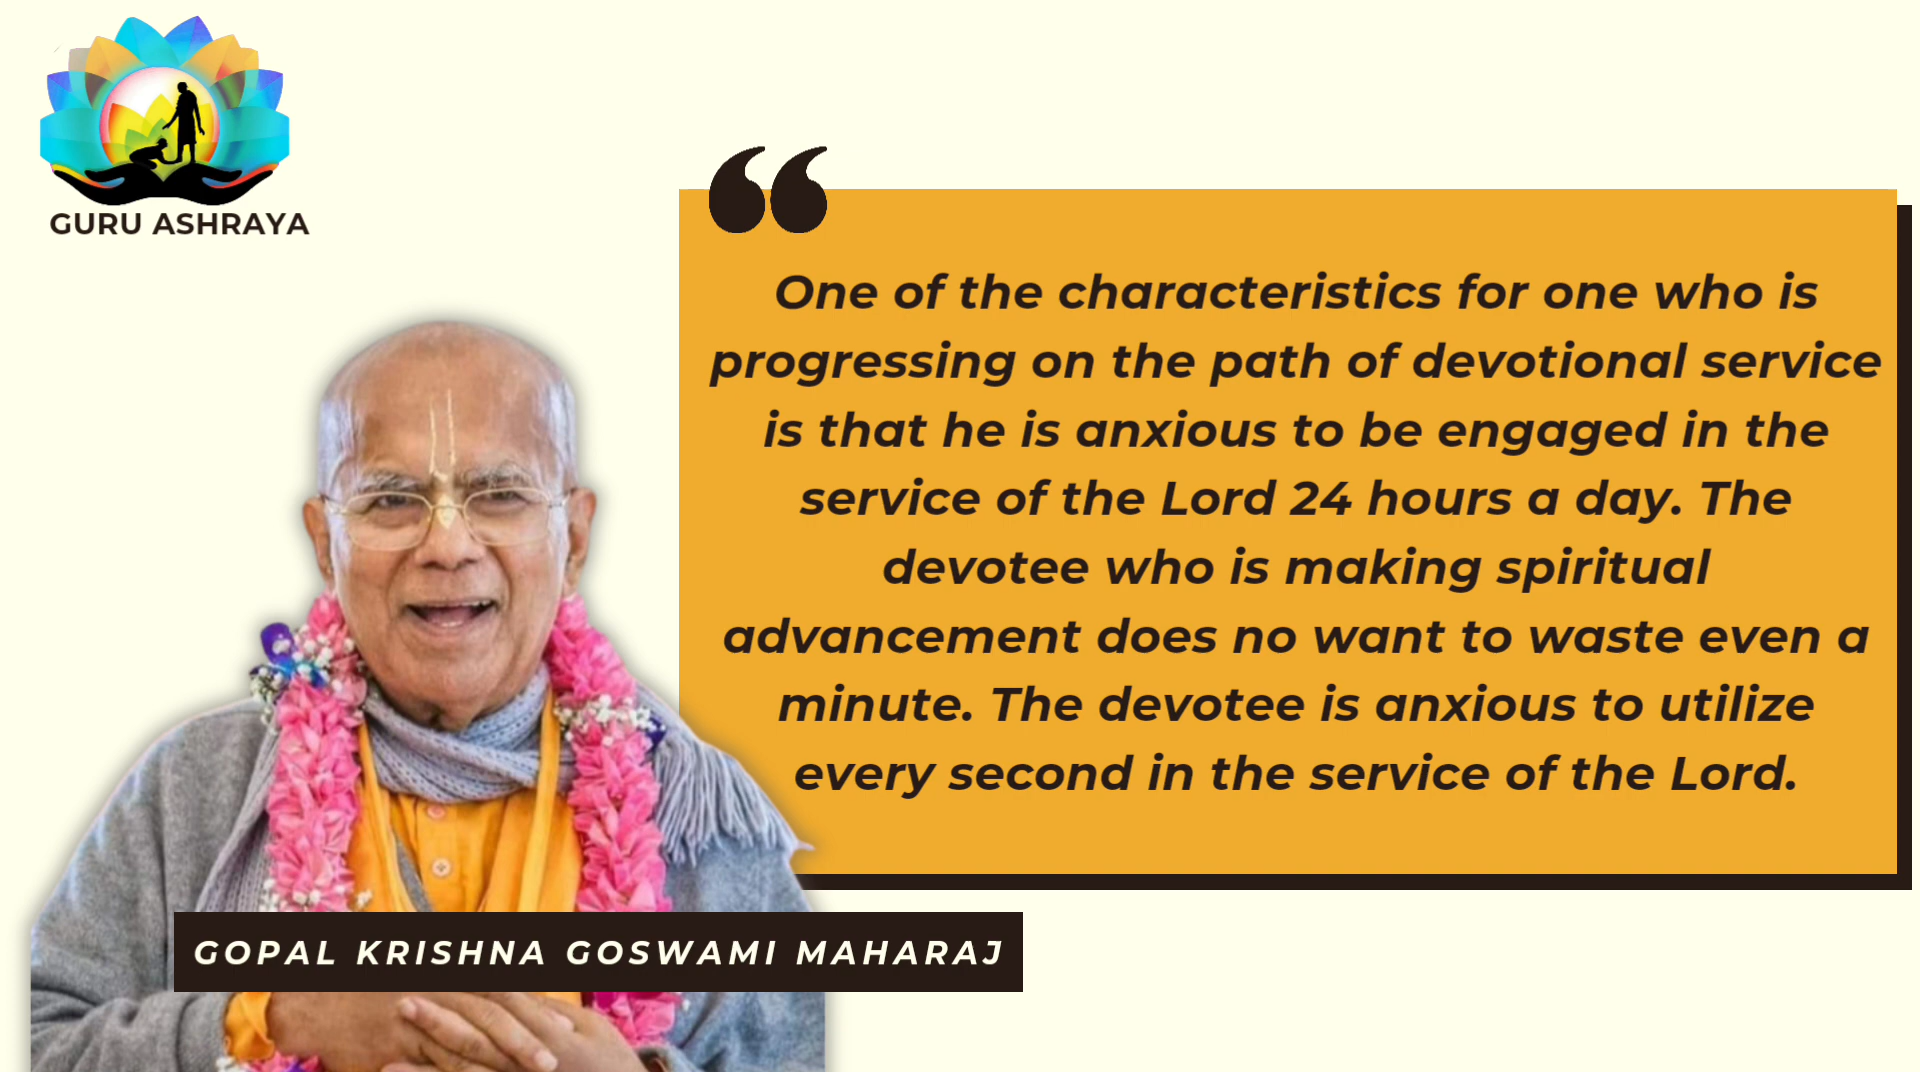 GURU ASHRAYA
One of the characteristics for one who is
progressing on the path of devotional service
is that he is anxious to be engaged in the
service of the Lord 24 hours a day. The
devotee who is making spiritual
advancement does no want to waste even a
minute. The devotee is anxious to utilize
every second in the service of the Lord.
GOPAL KRISHNA GOSWAMI MAHARAJ